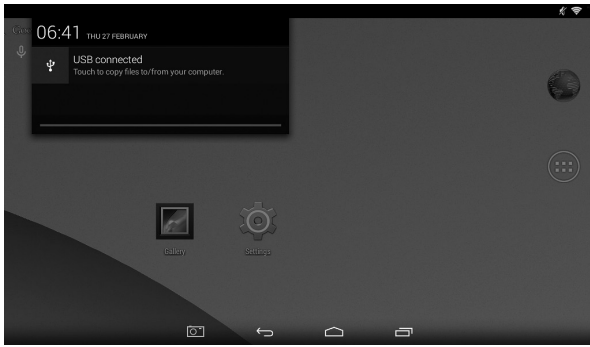 06:41 THU 27 FEBRUARY
USB connected
Touch to copy files to/from your computer.
Gallery
Settings